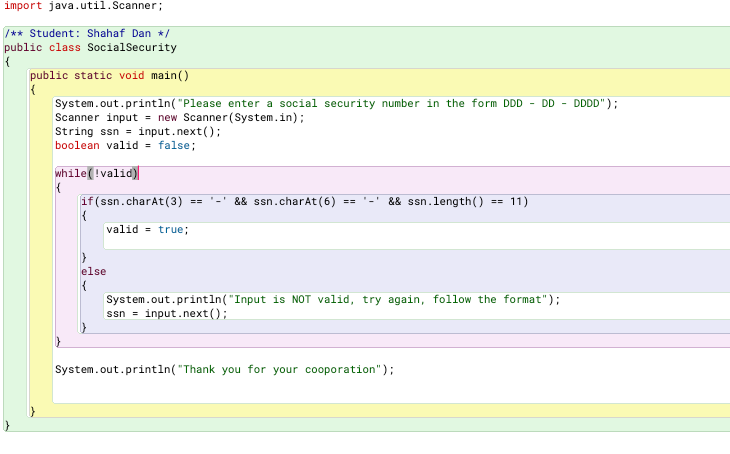 import java.util.Scanner;
/** Student: Shahaf Dan */
public class SocialSecurity
{
public static void main()
{
System.out.println("Please enter a social security number in the form DDD - DD - DDDD");
Scanner input = new Scanner(System.in);
String ssn = input.next();
boolean valid = false;
while(!valid)
{
if(ssn.charAt(3) == '-' && ssn.charAt(6) == '-' && ssn.length() == 11)
{
valid = true;
}
else
{
System.out.println("Input is NOT valid, try again, follow the format");
ssn = input.next();
}
}
System.out.println("Thank you for your cooporation");
}
}